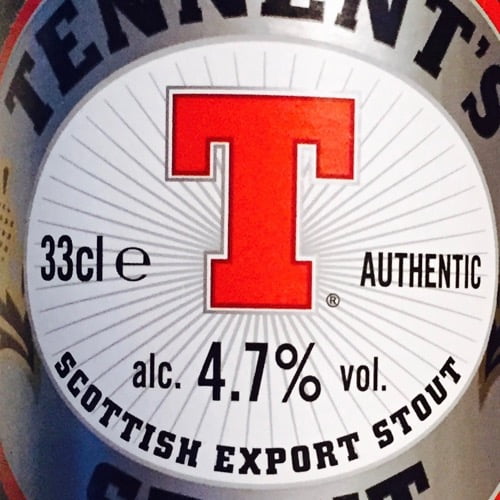 TENNENT'S
T
®
33cl e
AUTHENTIC
alc. 4.7% vol.
SCOTTISH EXPORT STOUT